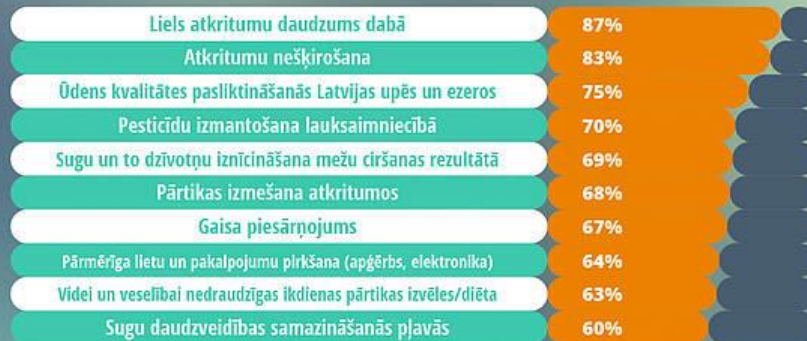 Liels atkritumu daudzums dabā 87%
Atkritumu nešķirošana 83%
Ūdens kvalitātes pasliktināšanās Latvijas upēs un ezeros 75%
Pesticīdu izmantošana lauksaimniecībā 70%
Sugu un to dzīvotņu iznīcināšana mežu ciršanas rezultātā 69%
Pārtikas izmešana atkritumos 68%
Gaisa piesārņojums 67%
Pārmērīga lietu un pakalpojumu pirkšana (apģērbs, elektronika) 64%
Videi un veselībai nedraudzīgas ikdienas pārtikas izvēles/diēta 63%
Sugu daudzveidības samazināšanās pļavās 60%